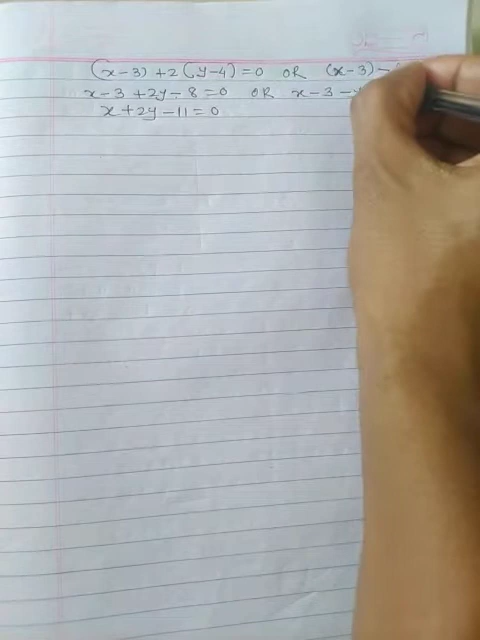 (x-3)+2(y-4)=0 OR (x-3)-
x-3+2y-8=0 OR x-3-
x+2y-11=0